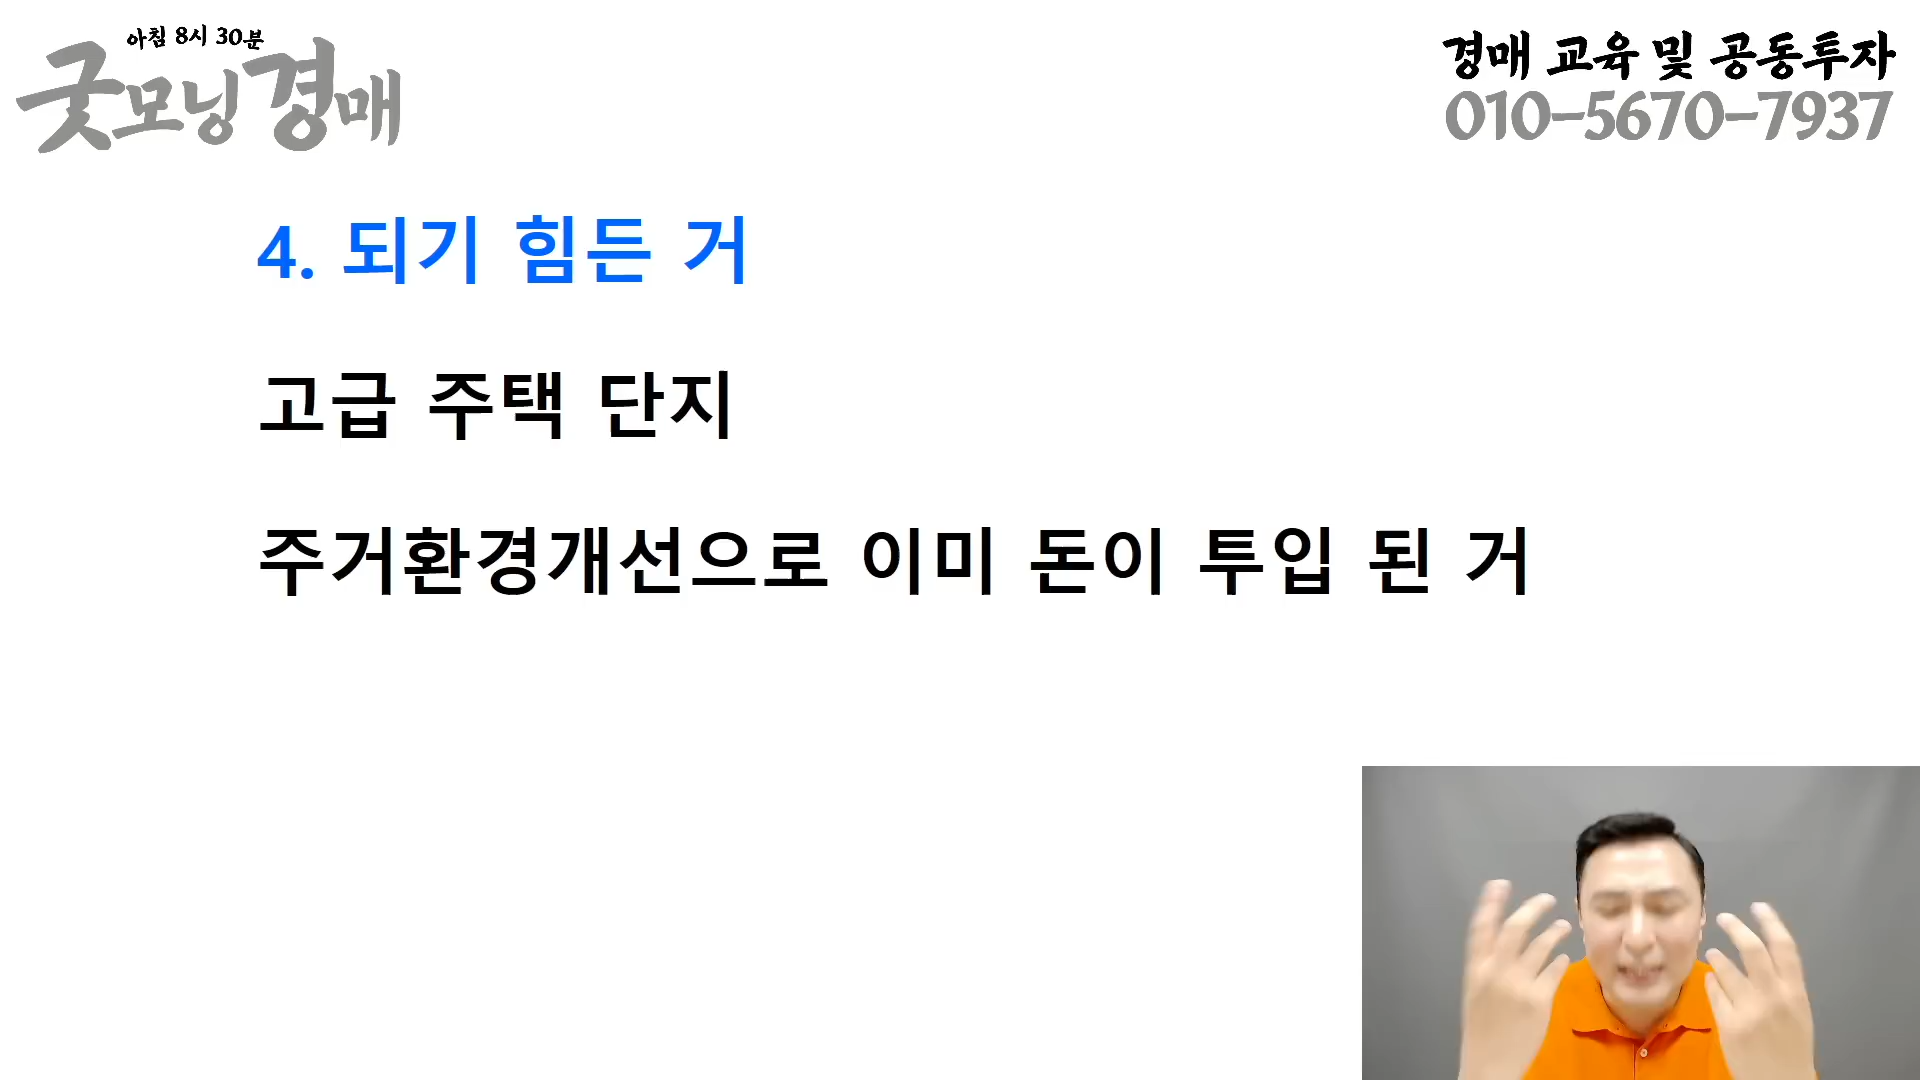 아침 8시 30분
굿모닝경매
경매 교육 및 공동투자
010-5670-7937
4. 되기 힘든 거
고급 주택 단지
주거환경개선으로 이미 돈이 투입 된 거